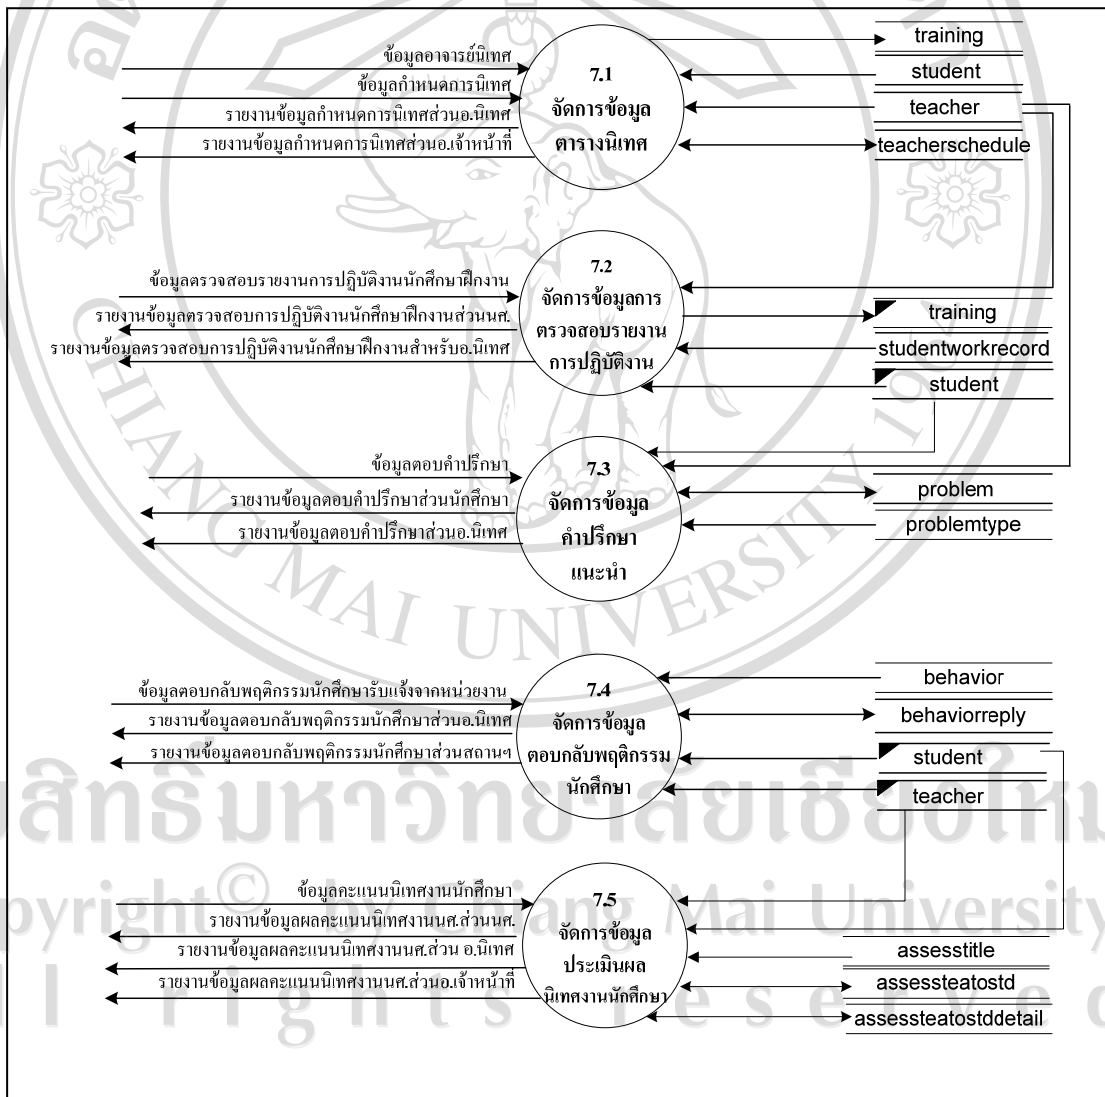 ข้อมูลอาจารย์นิเทศ
ข้อมูลกำหนดการนิเทศ
รายงานข้อมูลกำหนดการนิเทศส่วนอ.นิเทศ
รายงานข้อมูลกำหนดการนิเทศส่วนอ.เจ้าหน้าที่
7.1
จัดการข้อมูล
ตารางนิเทศ
training
student
teacher
teacherschedule
ข้อมูลตรวจสอบรายงานการปฏิบัติงานนักศึกษาฝึกงาน
รายงานข้อมูลตรวจสอบการปฏิบัติงานนักศึกษาฝึกงานส่วนนศ.
รายงานข้อมูลตรวจสอบการปฏิบัติงานนักศึกษาฝึกงานสำหรับอ.นิเทศ
7.2
จัดการข้อมูลการ
ตรวจสอบรายงาน
การปฏิบัติงาน
training
studentworkrecord
student
ข้อมูลตอบคำปรึกษา
รายงานข้อมูลตอบคำปรึกษาส่วนนักศึกษา
รายงานข้อมูลตอบคำปรึกษาส่วนอ.นิเทศ
7.3
จัดการข้อมูล
คำปรึกษา
แนะนำ
problem
problemtype
ข้อมูลตอบกลับพฤติกรรมนักศึกษารับแจ้งจากหน่วยงาน
รายงานข้อมูลตอบกลับพฤติกรรมนักศึกษาส่วนอ.นิเทศ
รายงานข้อมูลตอบกลับพฤติกรรมนักศึกษาส่วนสถานฯ
7.4
จัดการข้อมูล
ตอบกลับพฤติกรรม
นักศึกษา
behavior
behaviorreply
student
teacher
ข้อมูลคะแนนนิเทศงานนักศึกษา
รายงานข้อมูลผลคะแนนนิเทศงานนศ.ส่วนนศ.
รายงานข้อมูลผลคะแนนนิเทศงานนศ.ส่วน อ.นิเทศ
รายงานข้อมูลผลคะแนนนิเทศงานนศ.ส่วนอ.เจ้าหน้าที่
7.5
จัดการข้อมูล
ประเมินผล
นิเทศงานนักศึกษา
assesstitle
assessteatostd
assessteatostddetail
CHIANG MAI UNIVERSITY 1964
สิทธิ์มหาวิทยาลัยเชียงใหม่
pyright © by Chiang Mai University
l rights reserved